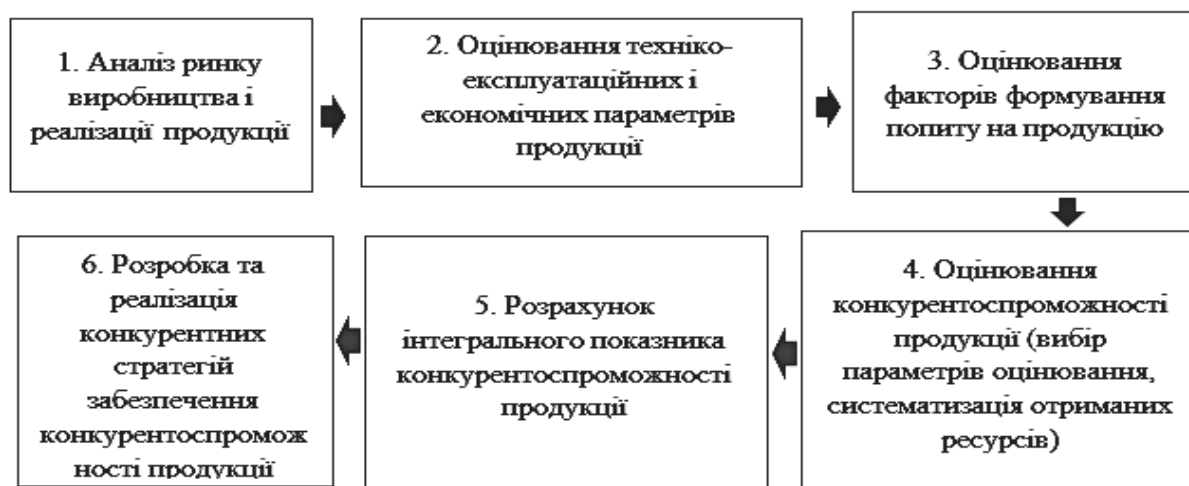 1. Аналіз ринку
виробництва і
реалізації продукції
2. Оцінювання техніко-
експлуатаційних і
економічних параметрів
продукції
3. Оцінювання
факторів формування
попиту на продукцію
4. Оцінювання
конкурентоспроможності
продукції (вибір
параметрів оцінювання,
систематизація отриманих
ресурсів)
5. Розрахунок
інтегрального показника
конкурентоспроможності
продукції
6. Розробка та
реалізація
конкурентних
стратегій
забезпечення
конкурентоспромож
ності продукції